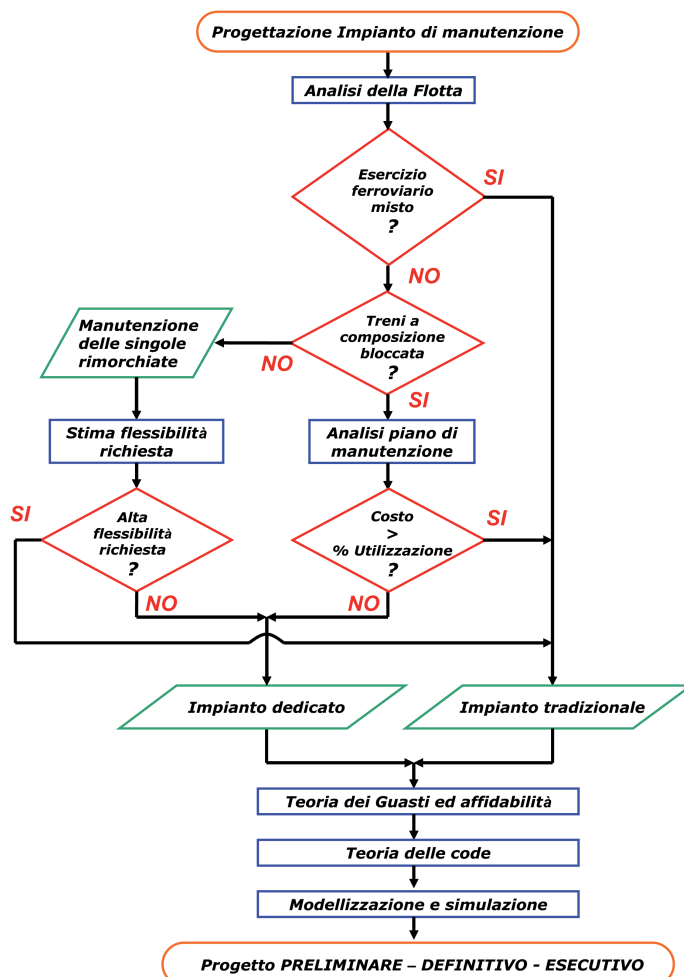 Progettazione Impianto di manutenzione
Analisi della Flotta
Esercizio
ferroviario
misto
?
SI
NO
Treni a
composizione
bloccata
?
NO
SI
Manutenzione
delle singole
rimorchiate
Stima flessibilità
richiesta
Analisi piano di
manutenzione
SI
Alta
flessibilità
richiesta
?
NO
Costo
>
% Utilizzazione
?
SI
NO
Impianto dedicato
Impianto tradizionale
Teoria dei Guasti ed affidabilità
Teoria delle code
Modellizzazione e simulazione
Progetto PRELIMINARE – DEFINITIVO - ESECUTIVO